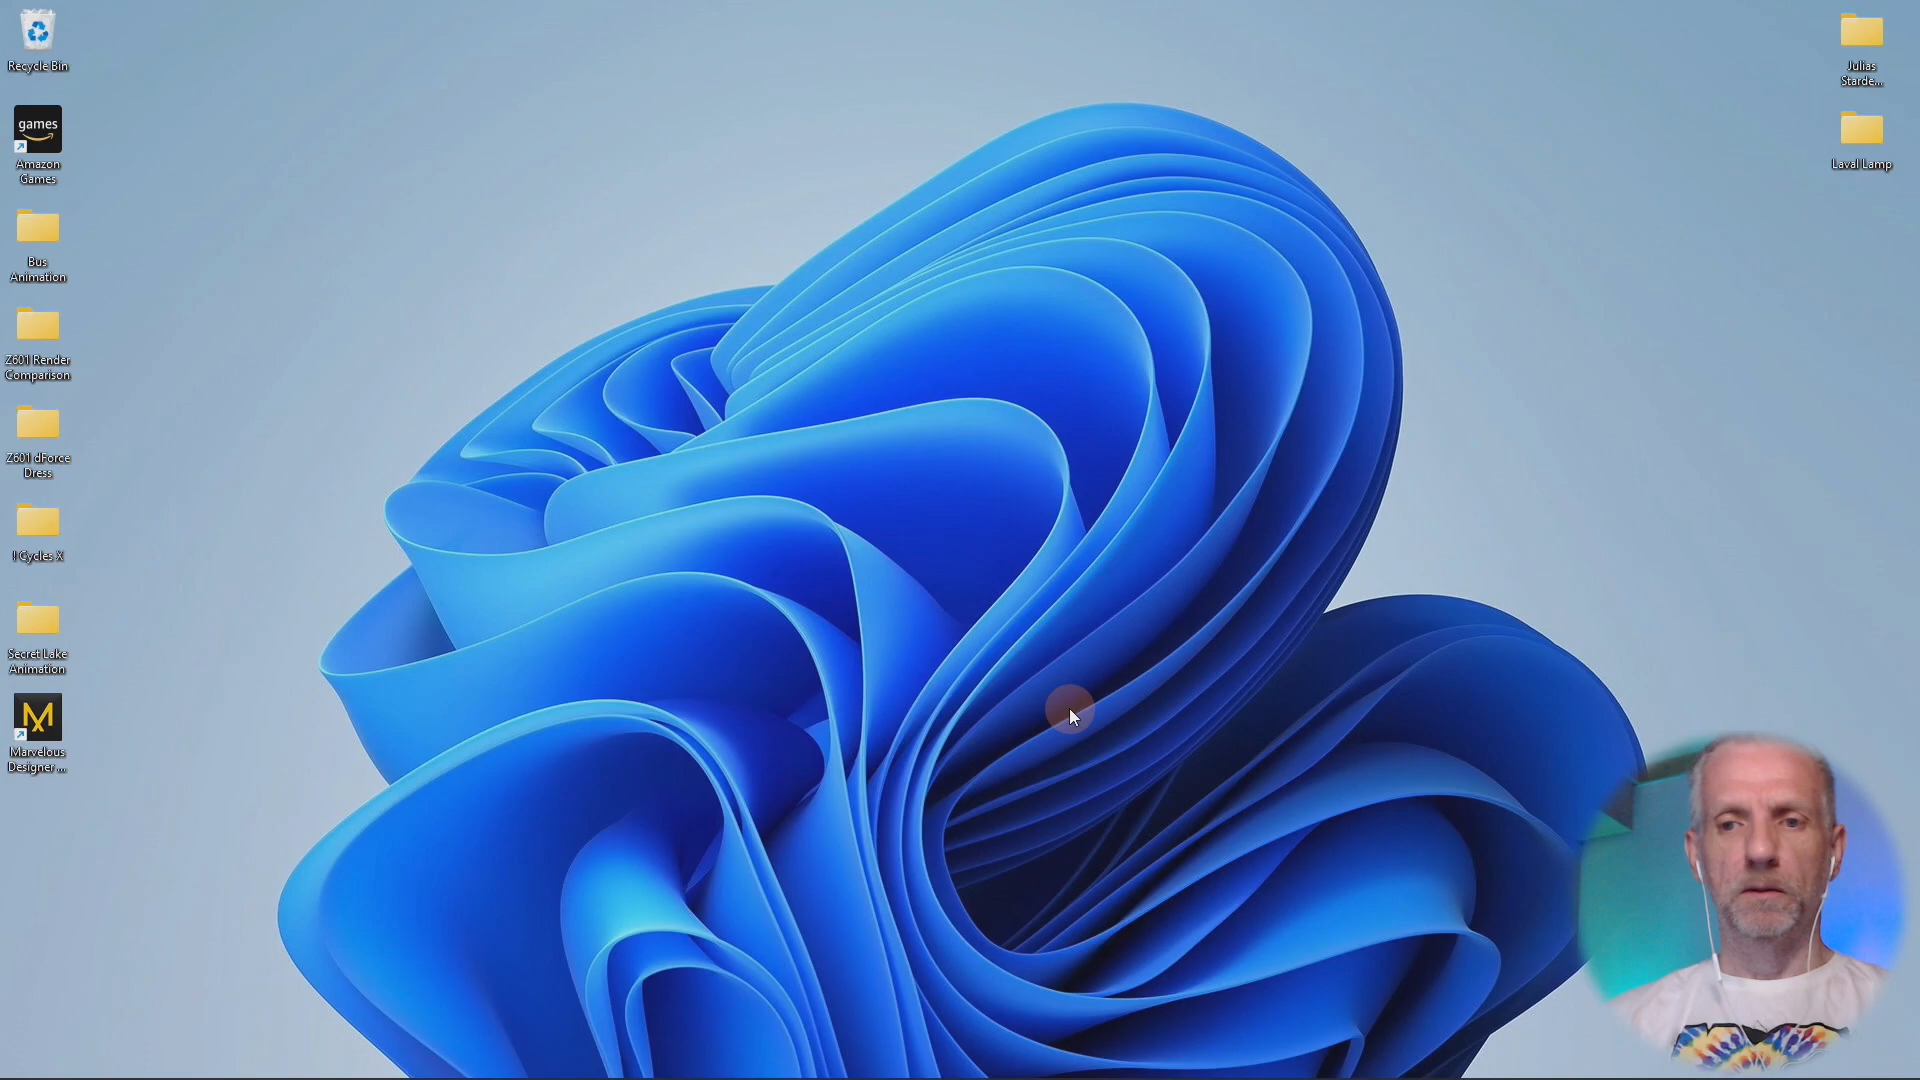 Recycle Bin
games
Amazon
Games
Bus
Animation
Z601 Render
Comparison
Z601 dForce
Dress
! Cycles X
Secret Lake
Animation
M
Marvelous
Designer ...
Julias
Starde...
Laval Lamp